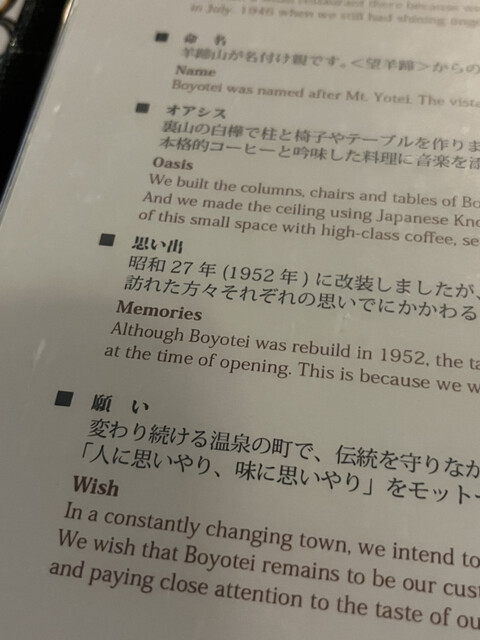 in July. 1946 when we still had shining
■ 命 名
羊蹄山が名付け親です。<望羊蹄>からの
Name
Boyotei was named after Mt. Yotei. The vista
■ オアシス
裏山の白樺で柱と椅子やテーブルを作りま
本格的コーヒーと吟味した料理に音楽を
Oasis
We built the columns, chairs and tables of Bo
And we made the ceiling using Japanese Kno
of this small space with high-class coffee, se
■ 思い出
昭和 27 年 (1952 年) に改装しましたが、
訪れた方々それぞれの思いでにかかわる
Memories
Although Boyotei was rebuild in 1952, the ta
at the time of opening. This is because we w
■ 願 い
変わり続ける温泉の町で、伝統を守りなが
「人に思いやり、味に思いやり」をモットー
Wish
In a constantly changing town, we intend to
We wish that Boyotei remains to be our cus
and paying close attention to the taste of ou